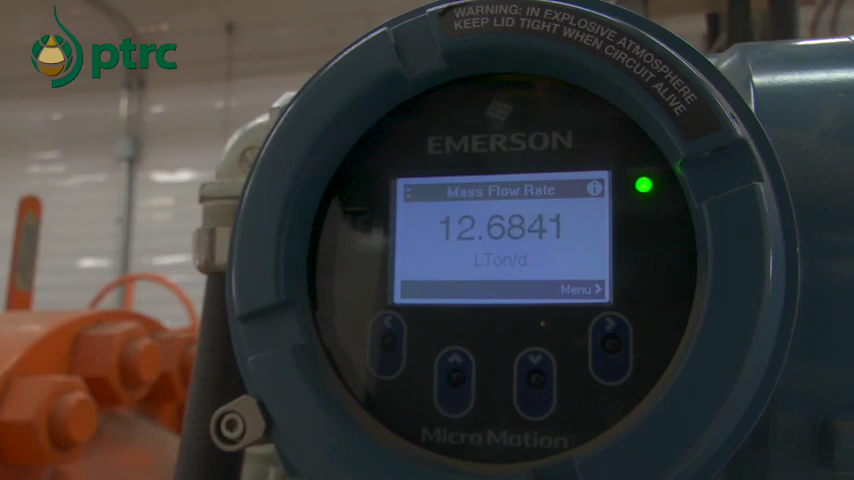 ptrc
WARNING: IN EXPLOSIVE ATMOSPHERE
KEEP LID TIGHT WHEN CIRCUIT ALIVE
EMERSON
Mass Flow Rate
12.6841
LTon/d
Menu
Micro Motion